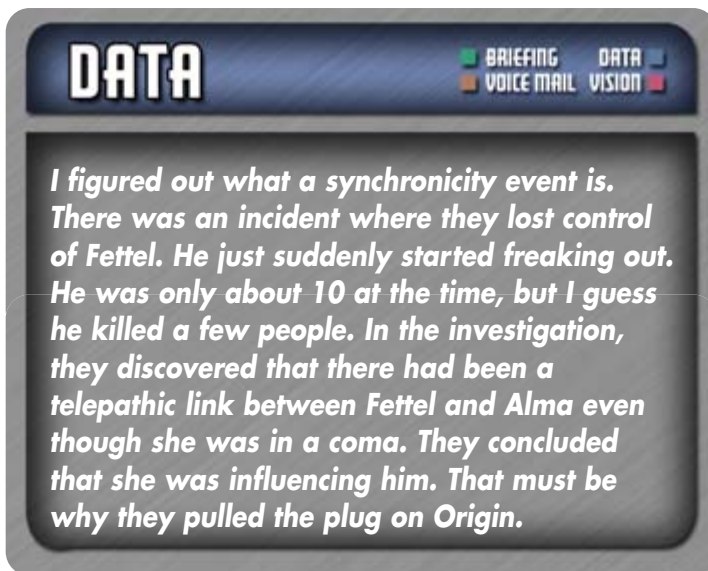 DATA
BRIEFING DATA
VOICE MAIL VISION
I figured out what a synchronicity event is.
There was an incident where they lost control
of Fettel. He just suddenly started freaking out.
He was only about 10 at the time, but I guess
he killed a few people. In the investigation,
they discovered that there had been a
telepathic link between Fettel and Alma even
though she was in a coma. They concluded
that she was influencing him. That must be
why they pulled the plug on Origin.